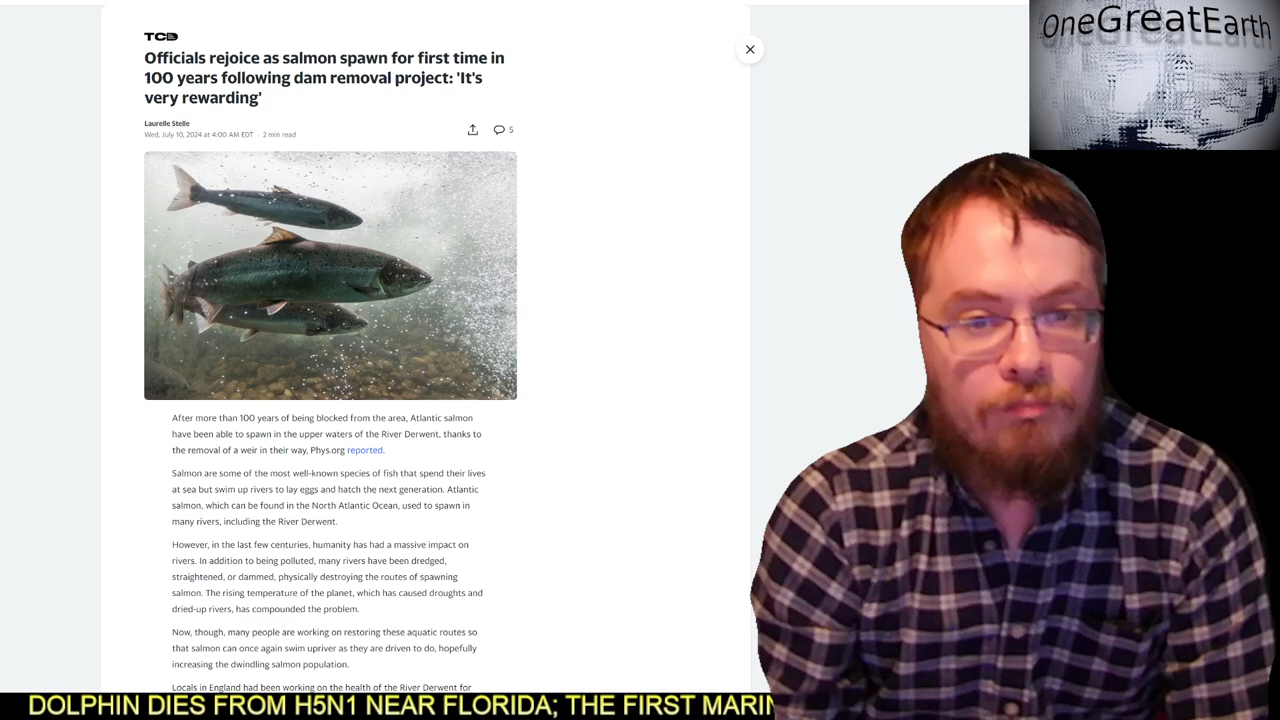 OneGreatEarth
TCD
Officials rejoice as salmon spawn for first time in
100 years following dam removal project: 'It's
very rewarding'
Laurelle Stelle
Wed, July 10, 2024 at 4:00 AM EDT · 2 min read
5
After more than 100 years of being blocked from the area, Atlantic salmon
have been able to spawn in the upper waters of the River Derwent, thanks to
the removal of a weir in their way, Phys.org reported.
Salmon are some of the most well-known species of fish that spend their lives
at sea but swim up rivers to lay eggs and hatch the next generation. Atlantic
salmon, which can be found in the North Atlantic Ocean, used to spawn in
many rivers, including the River Derwent.
However, in the last few centuries, humanity has had a massive impact on
rivers. In addition to being polluted, many rivers have been dredged,
straightened, or dammed, physically destroying the routes of spawning
salmon. The rising temperature of the planet, which has caused droughts and
dried-up rivers, has compounded the problem.
Now, though, many people are working on restoring these aquatic routes so
that salmon can once again swim upriver as they are driven to do, hopefully
increasing the dwindling salmon population.
Locals in England had been working on the health of the River Derwent for
DOLPHIN DIES FROM H5N1 NEAR FLORIDA; THE FIRST MARIN